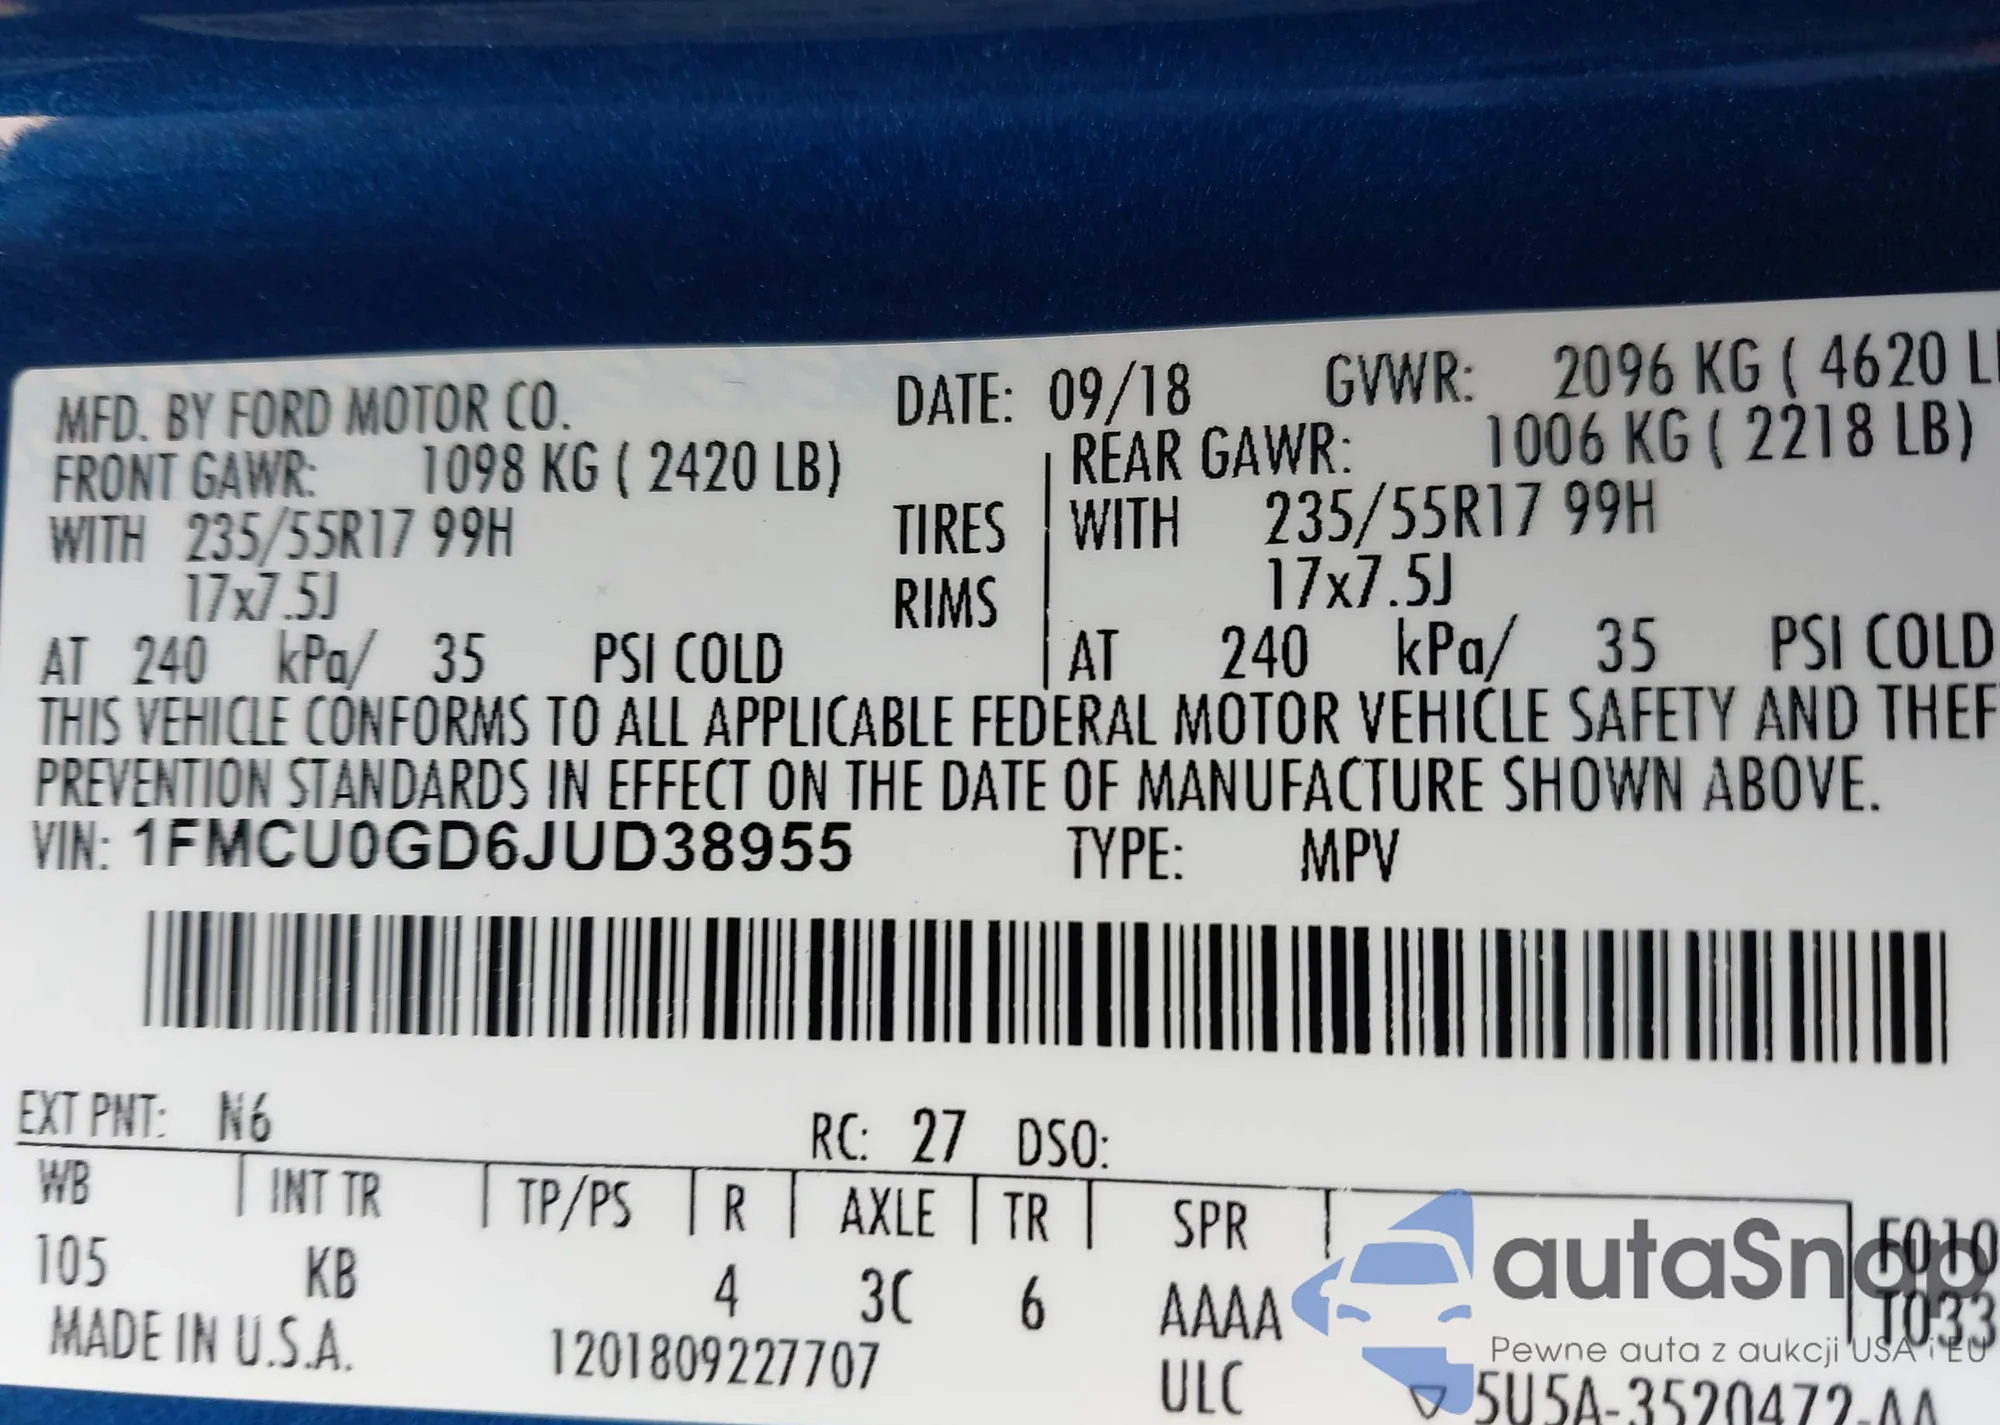 MFD. BY FORD MOTOR CO. DATE: 09/18 GVWR: 2096 KG ( 4620 L
FRONT GAWR: 1098 KG ( 2420 LB) REAR GAWR: 1006 KG ( 2218 LB)
WITH 235/55R17 99H TIRES WITH 235/55R17 99H
17x7.5J RIMS 17x7.5J
AT 240 kPa/ 35 PSI COLD AT 240 kPa/ 35 PSI COLD
THIS VEHICLE CONFORMS TO ALL APPLICABLE FEDERAL MOTOR VEHICLE SAFETY AND THEF
PREVENTION STANDARDS IN EFFECT ON THE DATE OF MANUFACTURE SHOWN ABOVE.
VIN: 1FMCU0GD6JUD38955 TYPE: MPV
EXT PNT: N6 RC: 27 DSO:
WB INT TR TP/PS R AXLE TR SPR F010
105 KB 4 3C 6 AAAA T033
MADE IN U.S.A. 1201809227707 ULC
5U5A-3520472-AA
autaSnap
Pewne auta z aukcji USA i EU